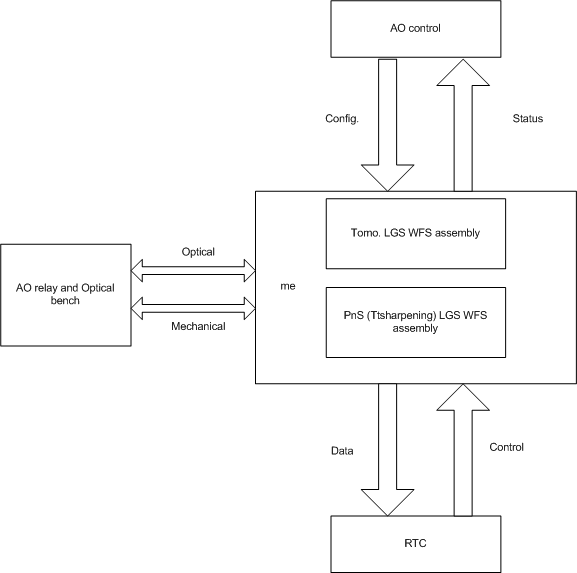 AO control
Config.
Status
Tomo. LGS WFS assembly
Optical
AO relay and Optical
bench
me
PnS (Ttsharpening) LGS WFS
assembly
Mechanical
Data
Control
RTC